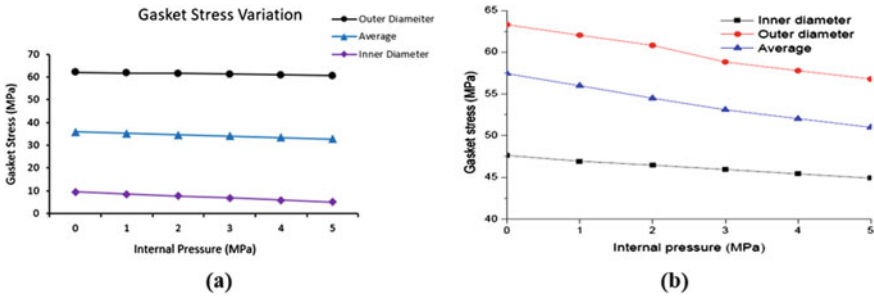 Gasket Stress Variation
Outer Diameiter
Average
Inner Diameter
Gasket Stress (MPa)
70
60
50
40
30
20
10
0
0 1 2 3 4 5
Internal Pressure (MPa)
(a)
Inner diameter
Outer diameter
Average
Gasket stress (MPa)
65
60
55
50
45
40
0 1 2 3 4 5
Internal pressure (MPa)
(b)